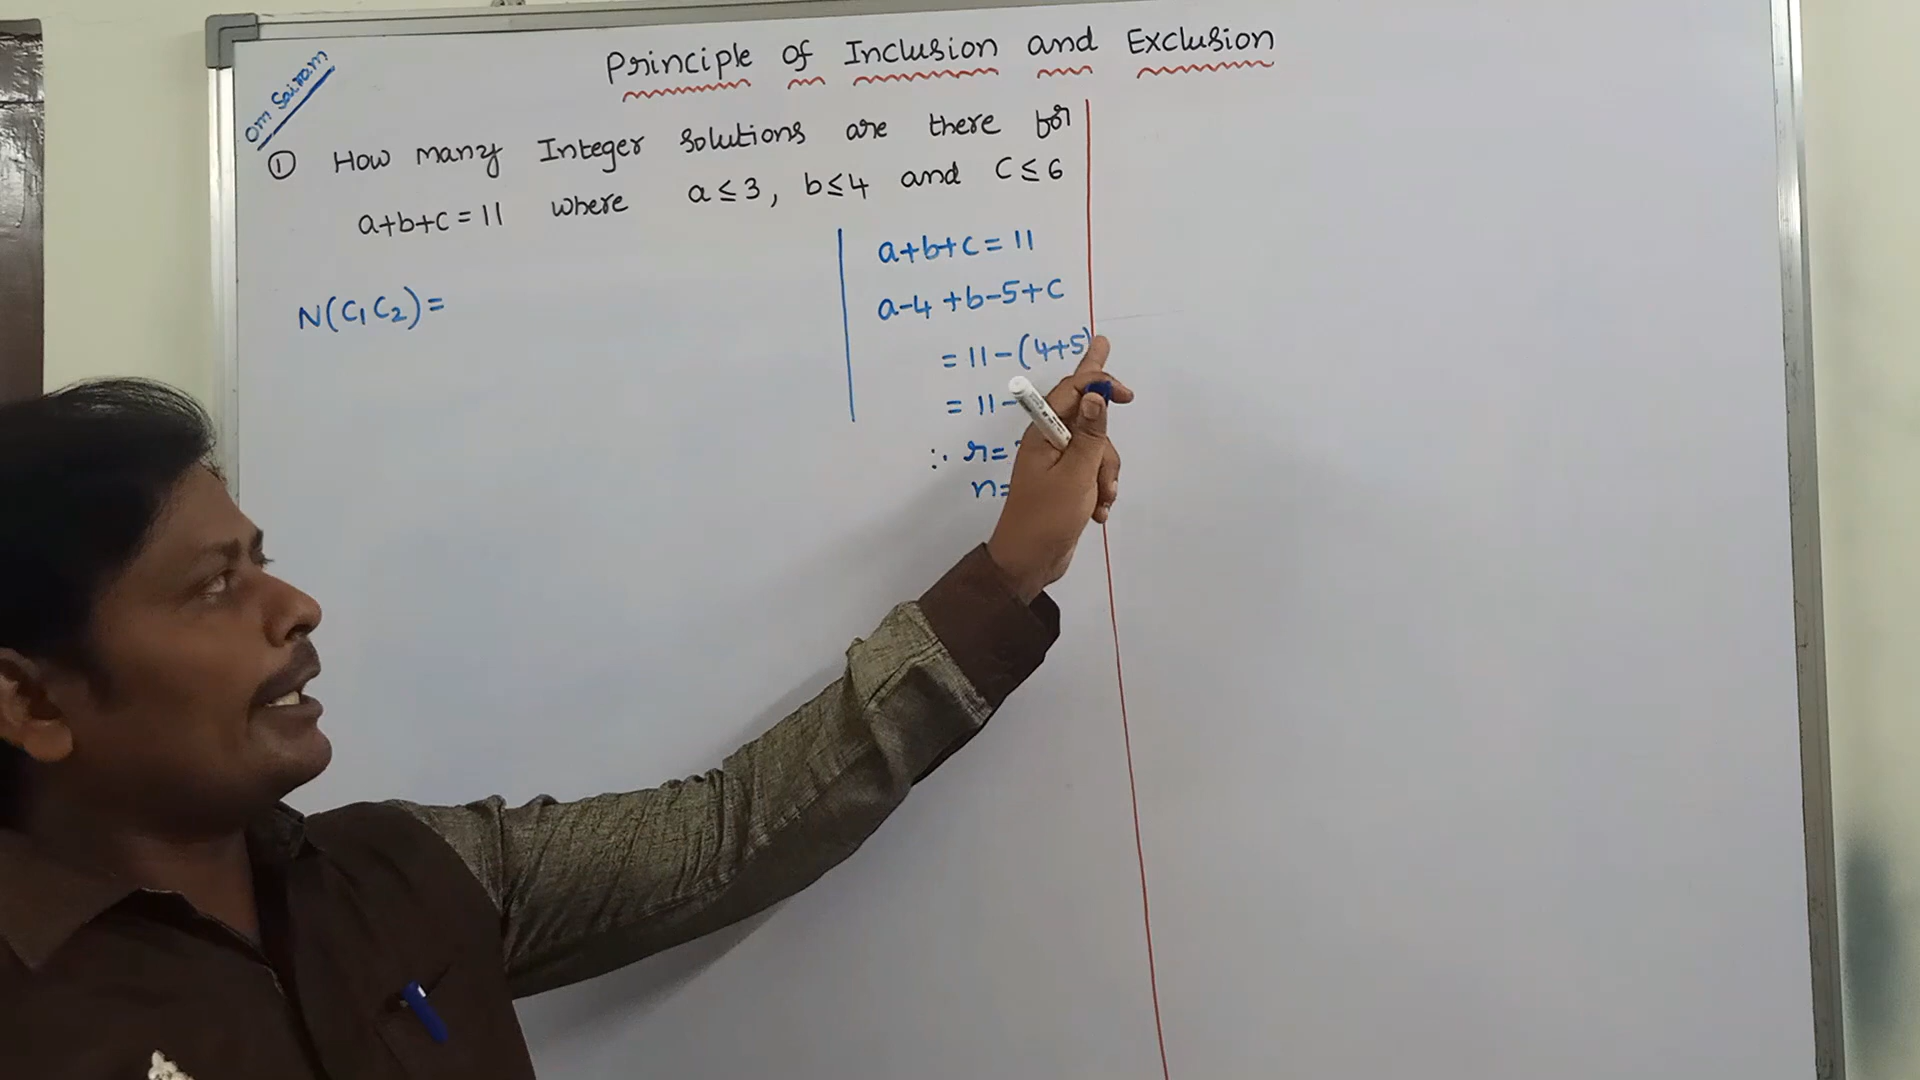 Om Sairam
Principle of Inclusion and Exclusion
① How many Integer solutions are there for
a+b+c = 11 where a ≤ 3, b ≤ 4 and C ≤ 6
N(C₁C₂) =
a+b+c = 11
a-4+b-5+c
= 11-(4+5)
= 11-
∴ r=
n=